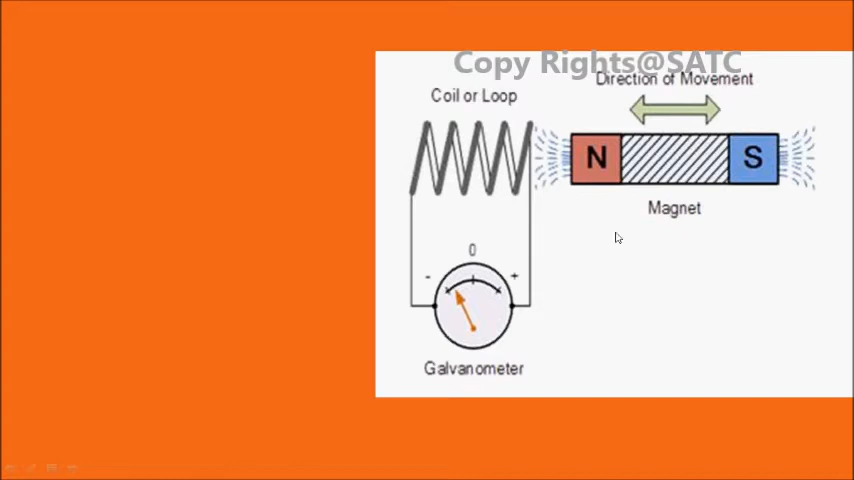 Copy Rights@SATC
Direction of Movement
Coil or Loop
N
S
Magnet
0
- +
Galvanometer